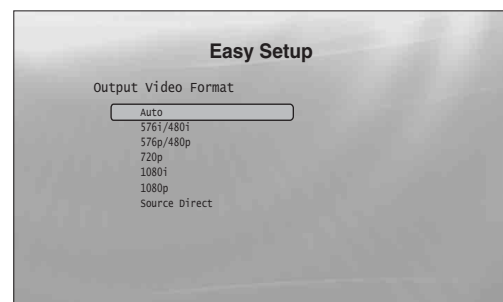 Easy Setup
Output Video Format
Auto
576i/480i
576p/480p
720p
1080i
1080p
Source Direct